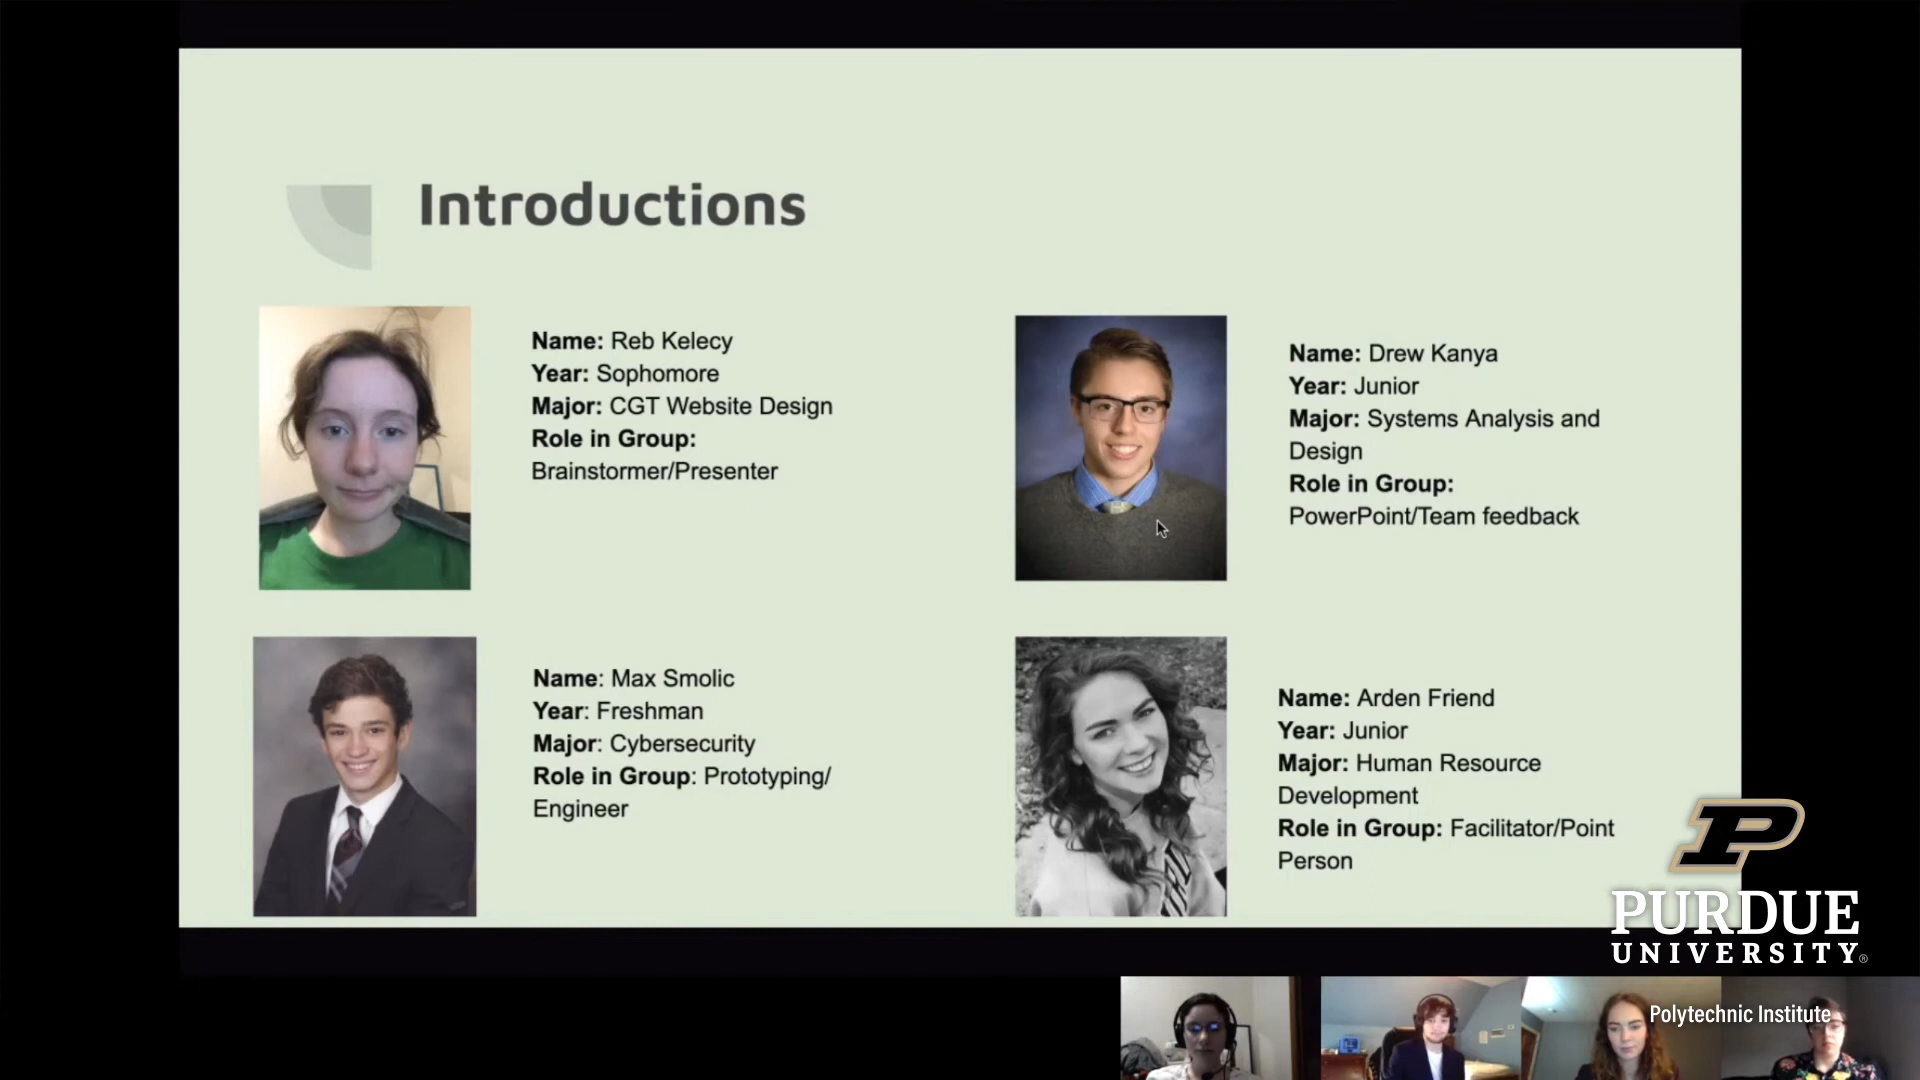 Introductions
Name: Reb Kelecy
Year: Sophomore
Major: CGT Website Design
Role in Group:
Brainstormer/Presenter
Name: Drew Kanya
Year: Junior
Major: Systems Analysis and
Design
Role in Group:
PowerPoint/Team feedback
Name: Max Smolic
Year: Freshman
Major: Cybersecurity
Role in Group: Prototyping/
Engineer
Name: Arden Friend
Year: Junior
Major: Human Resource
Development
Role in Group: Facilitator/Point
Person
P
PURDUE
UNIVERSITY®
Polytechnic Institute